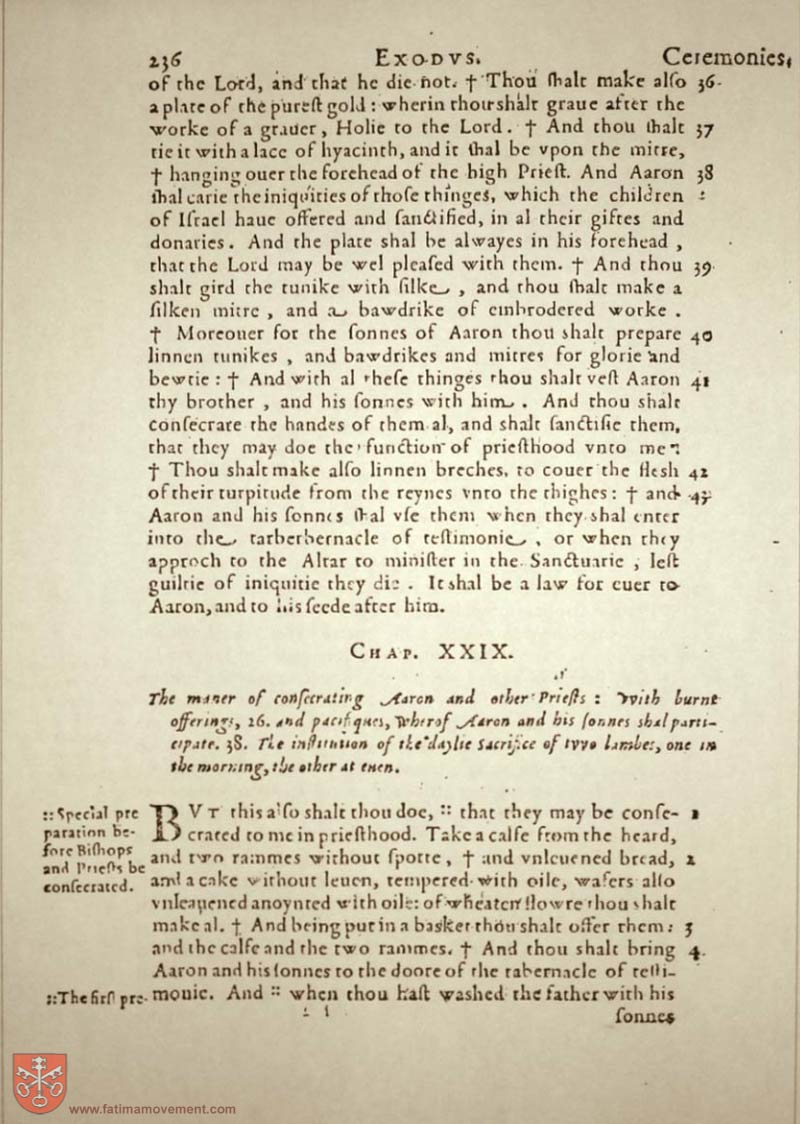 236 EXODVS. Ceremonies,
of the Lord, and that he die not. † Thou ſhalt make alſo 36
a plate of the pureſt gold: wherin thou shalt graue after the
worke of a grauer, Holie to the Lord. † And thou ſhalt 37
tie it with a lace of hyacinth, and it ſhal be vpon the mitre,
† hanging ouer the forehead of the high Prieſt. And Aaron 38
ſhal carie the iniquities of thoſe thinges, which the children
of Iſrael haue offered and ſanctified, in al their giftes and
donaries. And the plate shal be alwayes in his forehead,
that the Lord may be wel pleaſed with them. † And thou 39
shalt gird the tunike with ſilke, and thou ſhalt make a
ſilken mitre, and a bawdrike of embrodered worke.
† Moreouer for the ſonnes of Aaron thou shalt prepare 40
linnen tunikes, and bawdrikes and mitres for glorie and
bewtie: † And with al theſe thinges thou shalt veſt Aaron 41
thy brother, and his ſonnes with him. And thou shalt
conſecrate the handes of them al, and shalt ſanctifie them,
that they may doe the function of prieſthood vnto me.
† Thou shalt make alſo linnen breches, to couer the fleſh 42
of their turpitude from the reynes vnto the thighes: † and 43
Aaron and his ſonnes ſhal vſe them when they shal enter
into the tarberbernacle of teſtimonie, or when they
approch to the Altar to miniſter in the Sanctuarie, leſt
guiltie of iniquitie they die. It shal be a law for euer to
Aaron, and to his ſeede after him.
CHAP. XXIX.
The maner of conſecrating Aaron and other Prieſts: VVith burnt
offerings, 26. and pacifiques, wherof Aaron and his ſonnes shal parti-
cipate. 38. The inſtitution of the daylie Sacrifice of tvvo lambes, one in
the morning, the other at euen.
BVT this alſo shalt thou doe, :: that they may be conſe- 1
crated to me in prieſthood. Take a calfe from the heard,
and two rammes without ſpotte, † and vnleuened bread, 2
and a cake without leuen, tempered with oile, wafers alſo
vnleauened anoynted with oile: of wheaten flowre thou shalt
make al. † And being put in a basket thou shalt offer them: 3
and the calfe and the two rammes. † And thou shalt bring 4
Aaron and his ſonnes to the doore of the tabernacle of teſti-
monie. And :: when thou haſt washed the father with his
ſonnes
::Special pre
paration be-
fore Biſhops
and Prieſts be
conſecrated.
::The firſt pre-
www.fatimamovement.com